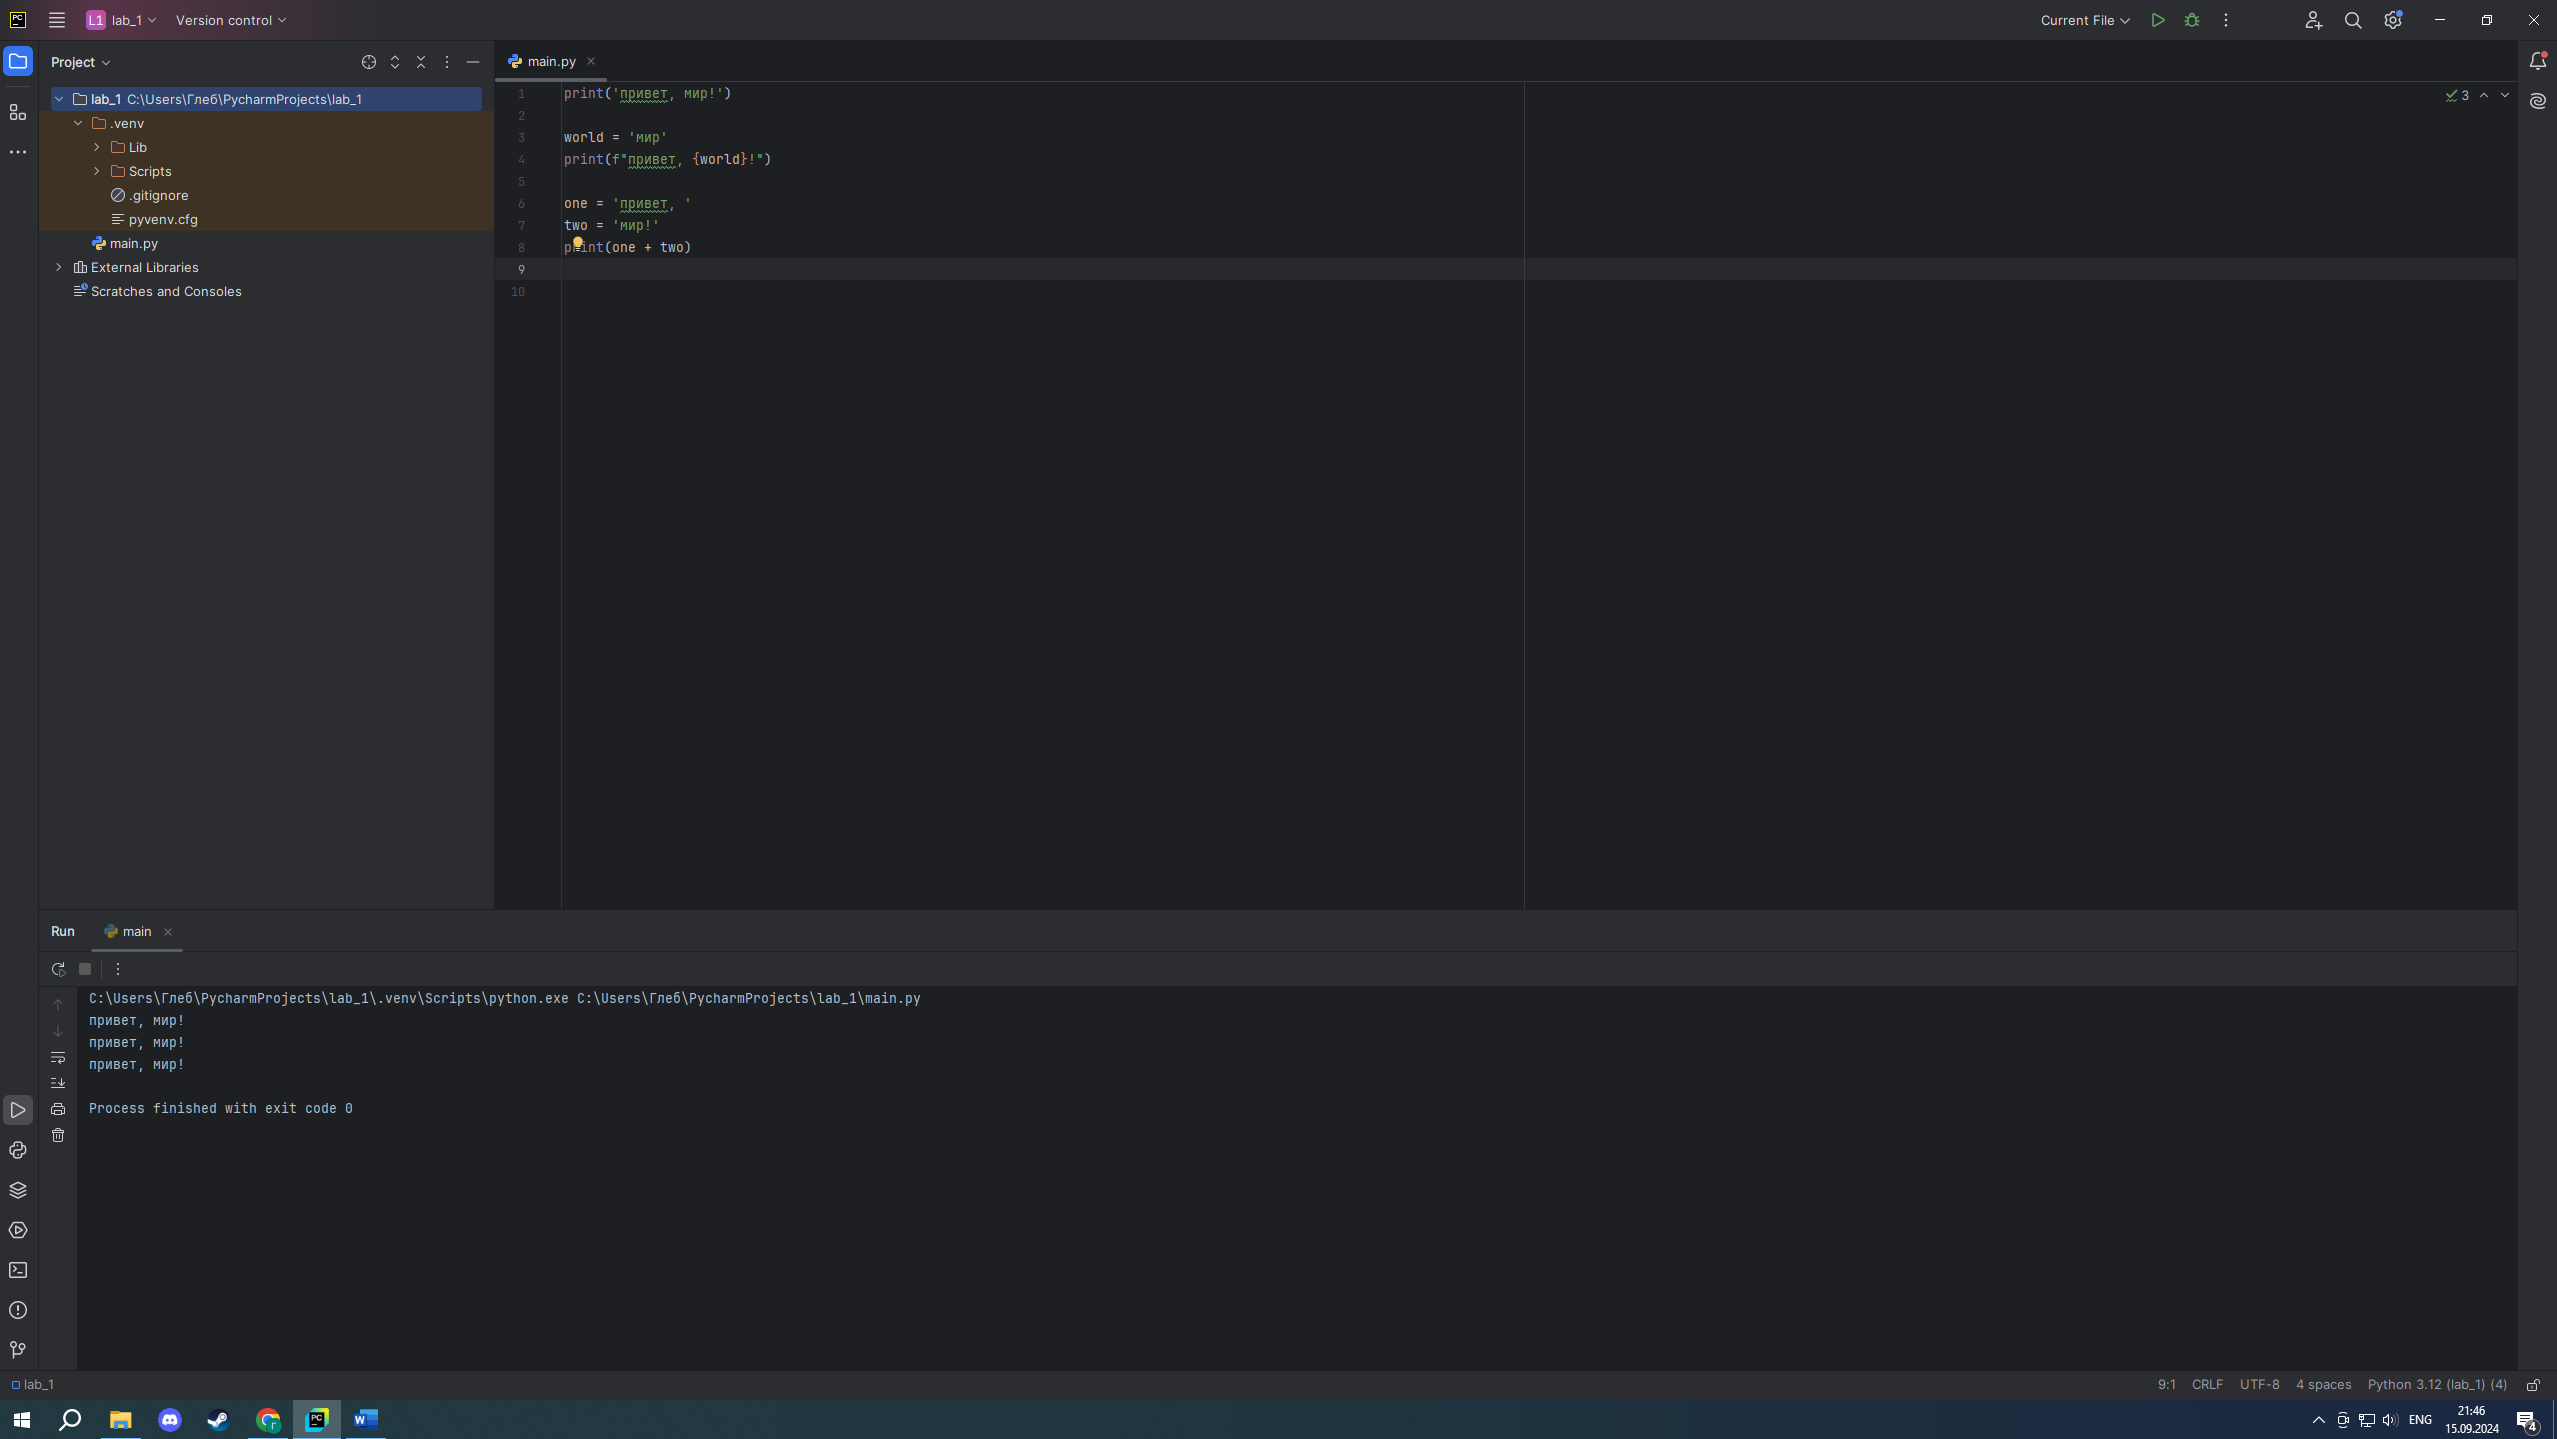 PC L1 lab_1 Version control Current File
Project
main.py
lab_1 C:\Users\Глеб\PycharmProjects\lab_1
.venv
Lib
Scripts
.gitignore
pyvenv.cfg
main.py
External Libraries
Scratches and Consoles
1 print('привет, мир!')
3
2
3 world = 'мир'
4 print(f"привет, {world}!")
5
6 one = 'привет, '
7 two = 'мир!'
8 print(one + two)
9
10
Run main
C:\Users\Глеб\PycharmProjects\lab_1\.venv\Scripts\python.exe C:\Users\Глеб\PycharmProjects\lab_1\main.py
привет, мир!
привет, мир!
привет, мир!
Process finished with exit code 0
lab_1 9:1 CRLF UTF-8 4 spaces Python 3.12 (lab_1) (4)
PC W ENG 21:46
15.09.2024 4